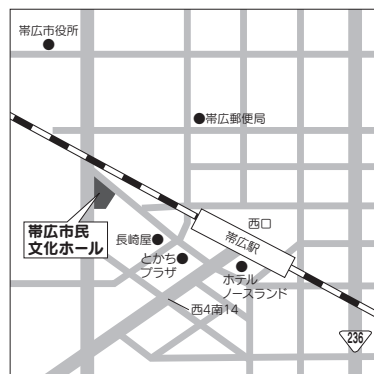 帯広市役所
帯広郵便局
帯広市民
文化ホール
西口
帯広駅
長崎屋
とかち
プラザ
ホテル
ノースランド
西4南14
236